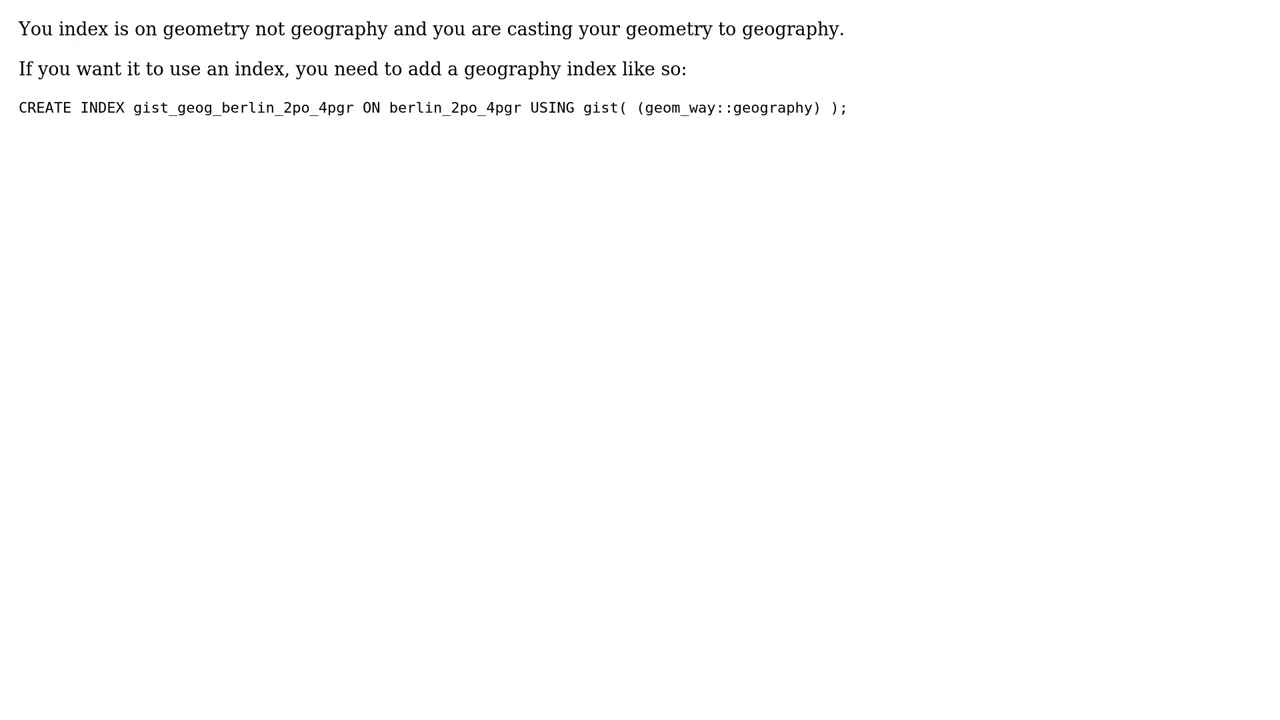 You index is on geometry not geography and you are casting your geometry to geography.
If you want it to use an index, you need to add a geography index like so:
CREATE INDEX gist_geog_berlin_2po_4pgr ON berlin_2po_4pgr USING gist( (geom_way::geography) );